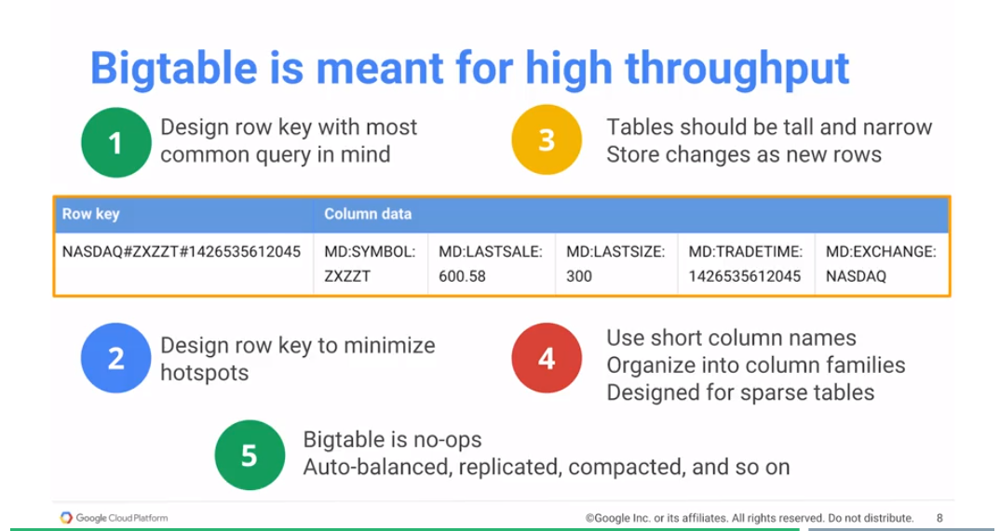 Bigtable is meant for high throughput
1
Design row key with most
common query in mind
3
Tables should be tall and narrow
Store changes as new rows
Row key
Column data
NASDAQ#ZXZZT#1426535612045
MD:SYMBOL:
ZXZZT
MD:LASTSALE:
600.58
MD:LASTSIZE:
300
MD:TRADETIME:
1426535612045
MD:EXCHANGE:
NASDAQ
2
Design row key to minimize
hotspots
4
Use short column names
Organize into column families
Designed for sparse tables
5
Bigtable is no-ops
Auto-balanced, replicated, compacted, and so on
Google Cloud Platform
©Google Inc. or its affiliates. All rights reserved. Do not distribute.
8